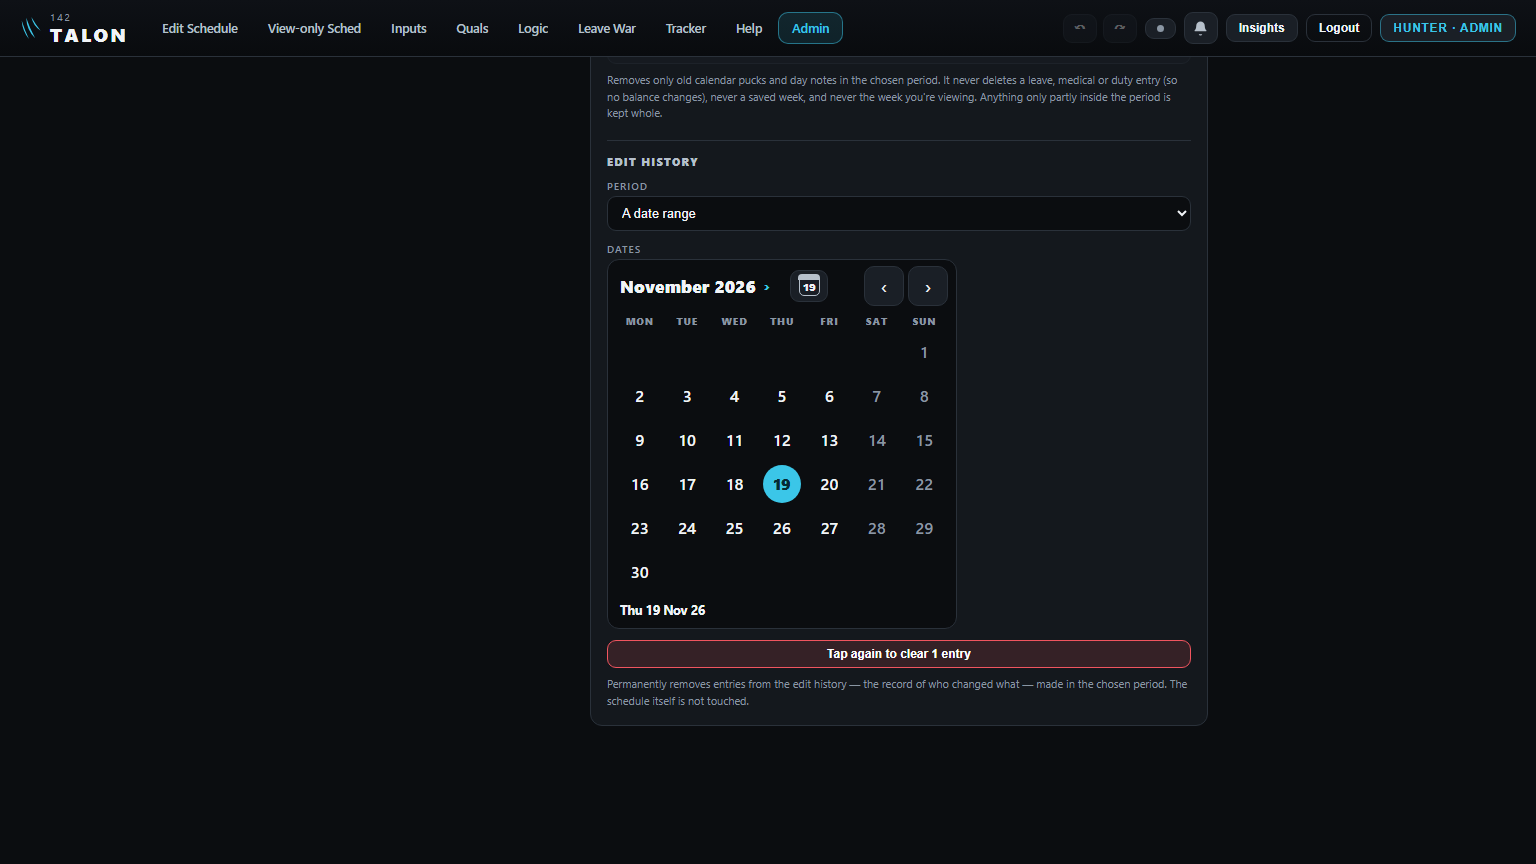 142
TALON
Edit Schedule
View-only Sched
Inputs
Quals
Logic
Leave War
Tracker
Help
Admin
Insights
Logout
HUNTER · ADMIN
Removes only old calendar pucks and day notes in the chosen period. It never deletes a leave, medical or duty entry (so
no balance changes), never a saved week, and never the week you're viewing. Anything only partly inside the period is
kept whole.
EDIT HISTORY
PERIOD
A date range
DATES
November 2026 ›
19
‹ ›
MON TUE WED THU FRI SAT SUN
1
2 3 4 5 6 7 8
9 10 11 12 13 14 15
16 17 18 19 20 21 22
23 24 25 26 27 28 29
30
Thu 19 Nov 26
Tap again to clear 1 entry
Permanently removes entries from the edit history — the record of who changed what — made in the chosen period. The
schedule itself is not touched.